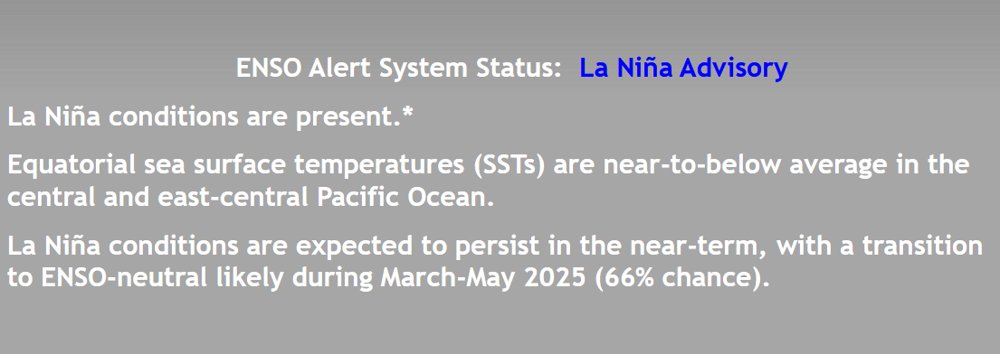 ENSO Alert System Status: La Niña Advisory
La Niña conditions are present.*
Equatorial sea surface temperatures (SSTs) are near-to-below average in the
central and east-central Pacific Ocean.
La Niña conditions are expected to persist in the near-term, with a transition
to ENSO-neutral likely during March-May 2025 (66% chance).